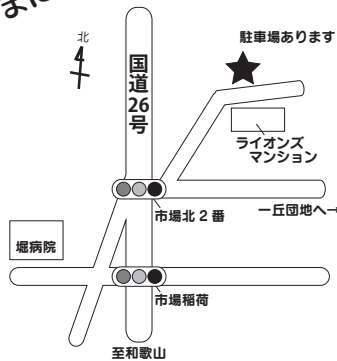 北
駐車場あります
国道26号
ライオンズ
マンション
市場北2番
一丘団地へ→
堀病院
市場稲荷
至和歌山